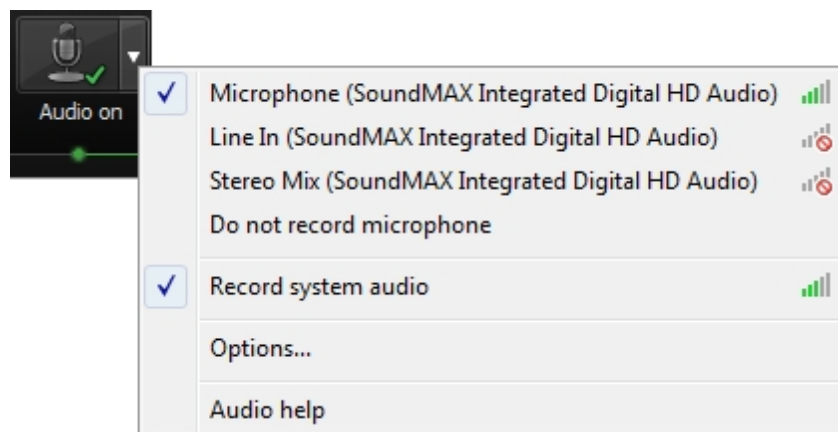 Audio on
Microphone (SoundMAX Integrated Digital HD Audio)
Line In (SoundMAX Integrated Digital HD Audio)
Stereo Mix (SoundMAX Integrated Digital HD Audio)
Do not record microphone
Record system audio
Options...
Audio help